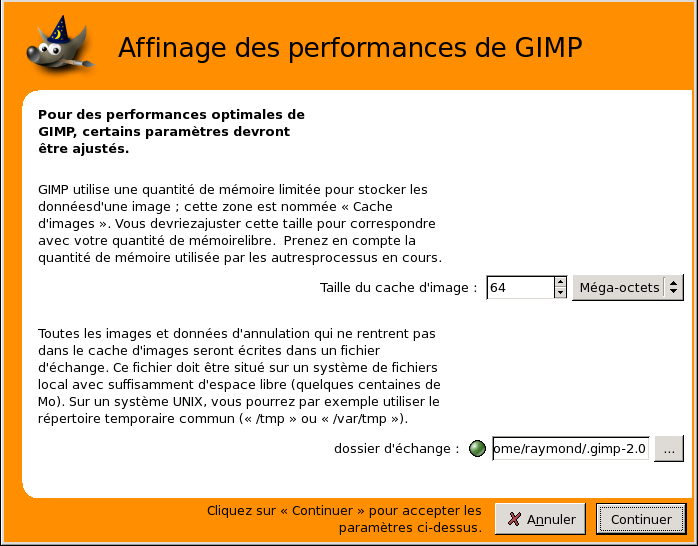 Affinage des performances de GIMP
Pour des performances optimales de
GIMP, certains paramètres devront
être ajustés.
GIMP utilise une quantité de mémoire limitée pour stocker les
donnéesd'une image ; cette zone est nommée « Cache
d'images ». Vous devriezajuster cette taille pour correspondre
avec votre quantité de mémoirelibre.  Prenez en compte la
quantité de mémoire utilisée par les autresprocessus en cours.
Taille du cache d'image : 64 Méga-octets
Toutes les images et données d'annulation qui ne rentrent pas
dans le cache d'images seront écrites dans un fichier
d'échange. Ce fichier doit être situé sur un système de fichiers
local avec suffisamment d'espace libre (quelques centaines de
Mo). Sur un système UNIX, vous pourrez par exemple utiliser le
répertoire temporaire commun (« /tmp » ou « /var/tmp »).
dossier d'échange : ome/raymond/.gimp-2.0 ...
Cliquez sur « Continuer » pour accepter les
paramètres ci-dessus.
Annuler Continuer